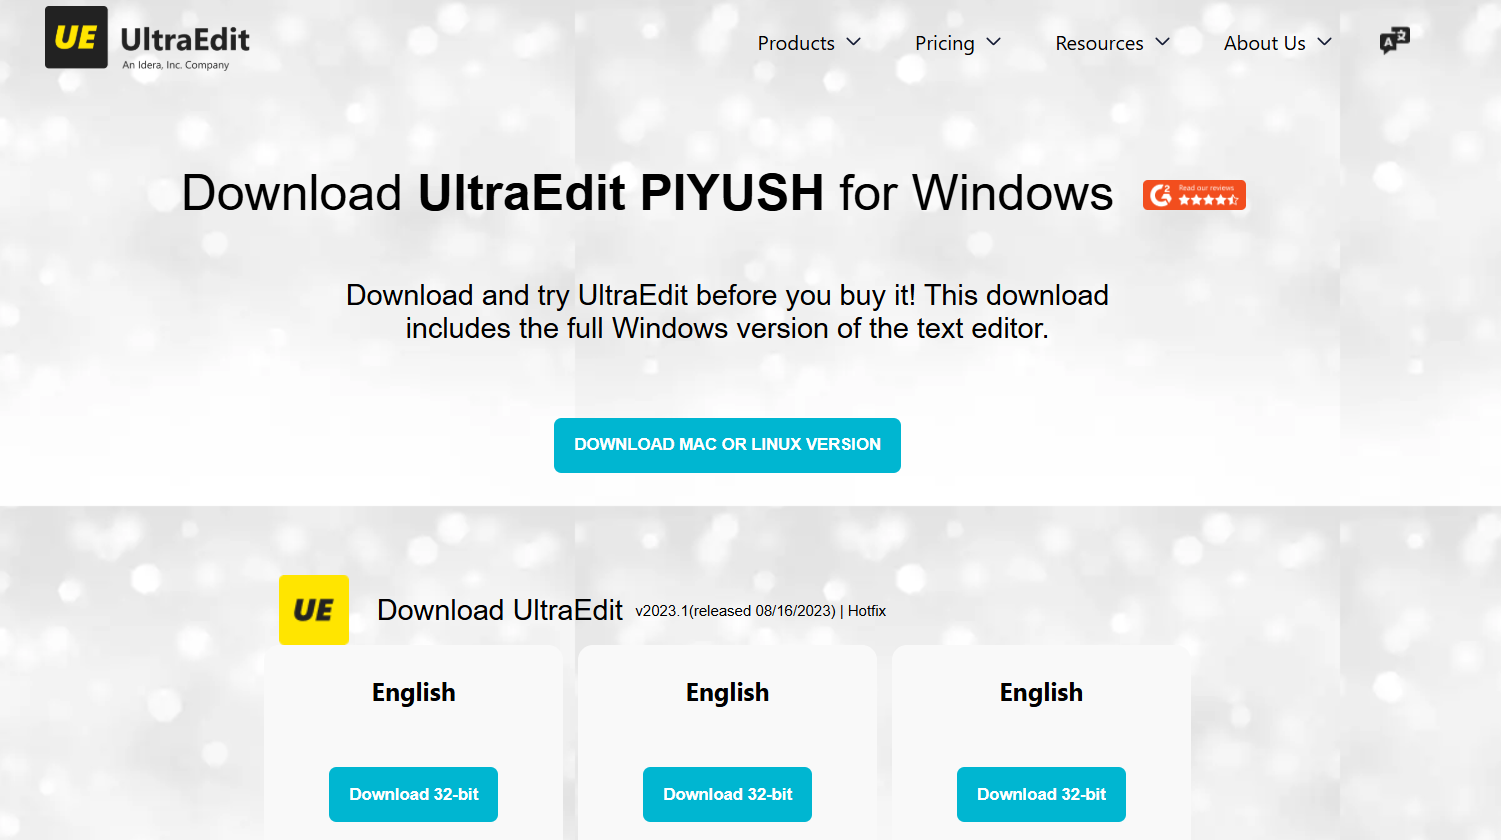 UE UltraEdit
An Idera, Inc. Company
Products Pricing Resources About Us
Download UltraEdit PIYUSH for Windows
G2 Read our reviews
Download and try UltraEdit before you buy it! This download
includes the full Windows version of the text editor.
DOWNLOAD MAC OR LINUX VERSION
UE Download UltraEdit v2023.1(released 08/16/2023) | Hotfix
English English English
Download 32-bit Download 32-bit Download 32-bit